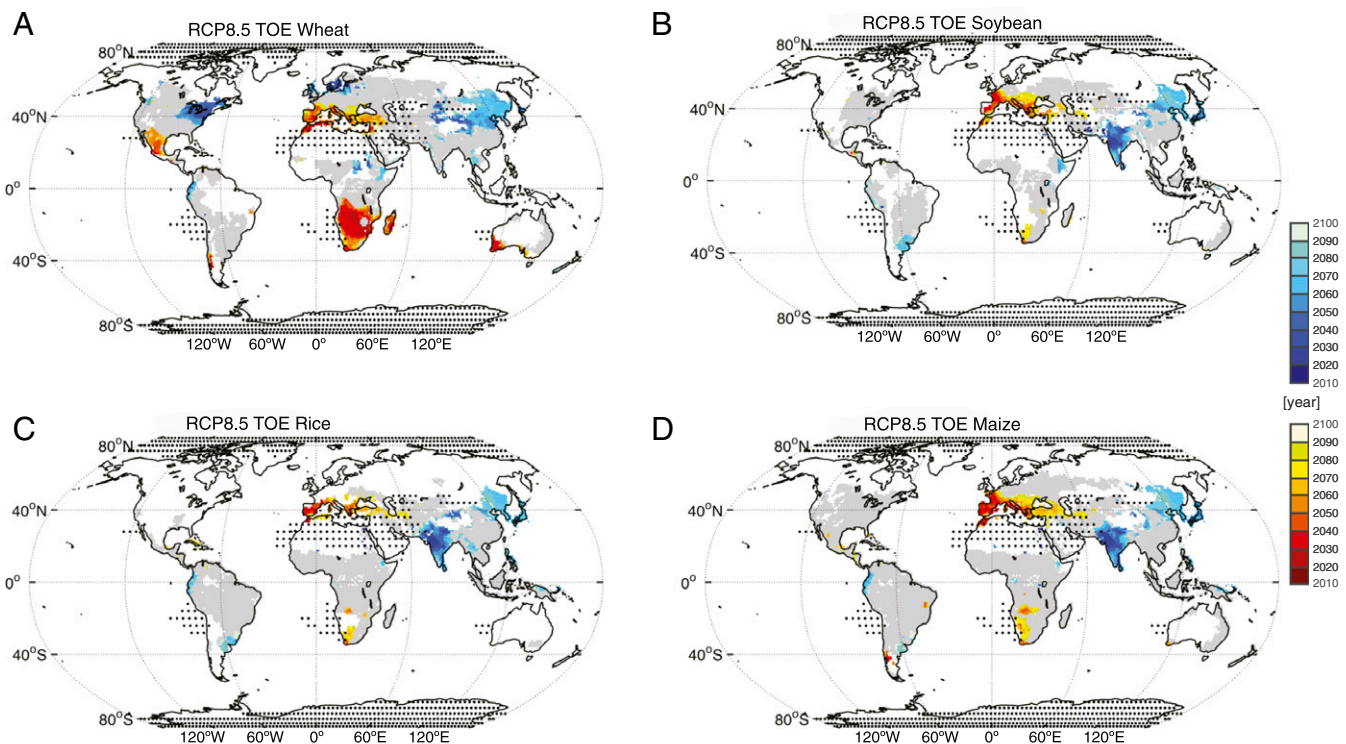 A
RCP8.5 TOE Wheat
80°N
40°N
0°
40°S
80°S
120°W 60°W 0° 60°E 120°E
B
RCP8.5 TOE Soybean
80°N
40°N
0°
40°S
80°S
120°W 60°W 0° 60°E 120°E
2100
2090
2080
2070
2060
2050
2040
2030
2020
2010
[year]
2100
2090
2080
2070
2060
2050
2040
2030
2020
2010
C
RCP8.5 TOE Rice
80°N
40°N
0°
40°S
80°S
120°W 60°W 0° 60°E 120°E
D
RCP8.5 TOE Maize
80°N
40°N
0°
40°S
80°S
120°W 60°W 0° 60°E 120°E